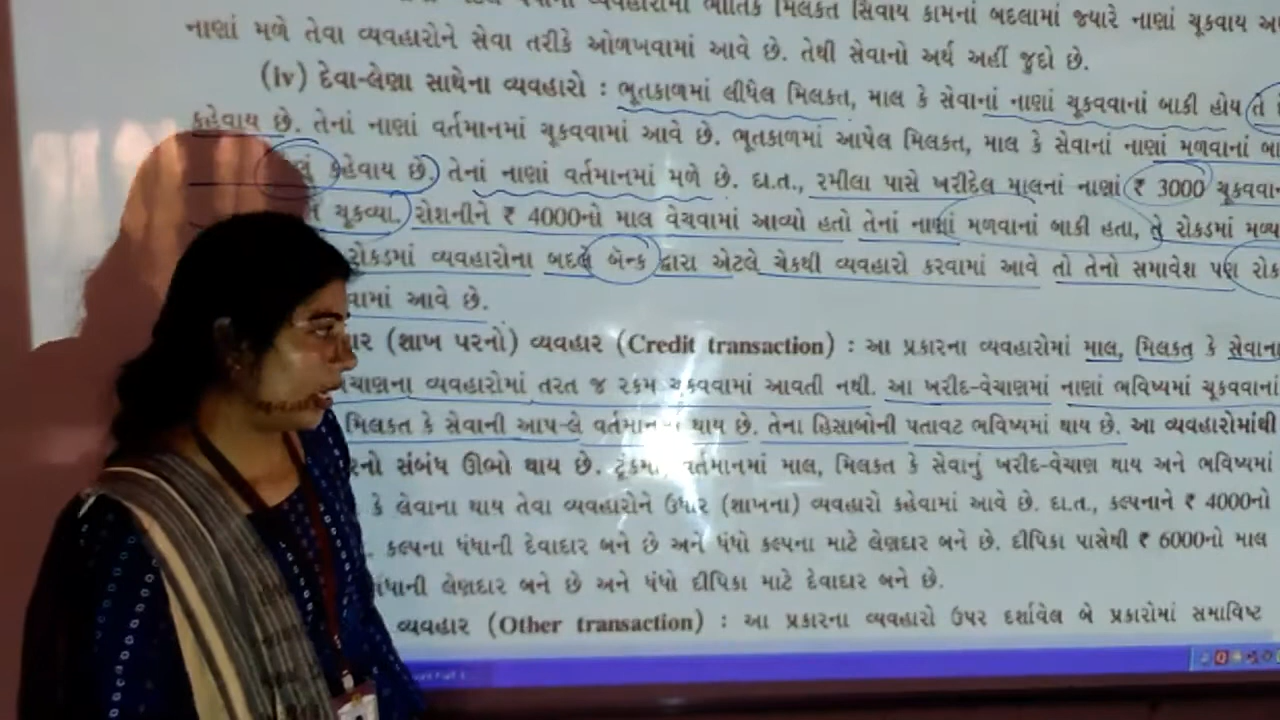 ભૌતિક મિલકત સિવાય કામનાં બદલામાં જ્યારે નાણાં ચૂકવાય
નાણાં મળે તેવા વ્યવહારોને સેવા તરીકે ઓળખવામાં આવે છે. તેથી સેવાનો અર્થ અહીં જુદો છે.
(iv) દેવા-લેણા સાથેના વ્યવહારો : ભૂતકાળમાં લીધેલ મિલકત, માલ કે સેવાનાં નાણાં ચૂકવવાનાં બાકી હોય તે
કહેવાય છે. તેનાં નાણાં વર્તમાનમાં ચૂકવવામાં આવે છે. ભૂતકાળમાં આપેલ મિલકત, માલ કે સેવાનાં નાણાં મળવાનાં
કહેવાય છે. તેનાં નાણાં વર્તમાનમાં મળે છે. દા.ત., રમીલા પાસે ખરીદેલ માલનાં નાણાં ₹ 3000
ચૂકવ્યા. રોશનીને ₹ 4000નો માલ વેચવામાં આવ્યો હતો તેનાં નાણાં મળવાનાં બાકી હતા, તે રોકડમાં
રોકડમાં વ્યવહારોના બદલે બૅન્ક દ્વારા એટલે ચેકથી વ્યવહારો કરવામાં આવે તો તેનો સમાવેશ પણ
આવે છે.
(શાખ પરનો) વ્યવહાર (Credit transaction) : આ પ્રકારના વ્યવહારોમાં માલ, મિલકત કે
વ્યવહારોમાં તરત જ રકમ ચૂકવવામાં આવતી નથી. આ ખરીદ-વેચાણમાં નાણાં ભવિષ્યમાં ચૂકવવાનાં
મિલકત કે સેવાની આપ-લે વર્તમાનમાં થાય છે. તેના હિસાબોની પતાવટ ભવિષ્યમાં થાય છે. આ વ્યવહારોમાંથી
સંબંધ ઊભો થાય છે. ટૂંકમાં, વર્તમાનમાં માલ, મિલકત કે સેવાનું ખરીદ-વેચાણ થાય અને ભવિષ્યમાં
કે લેવાના થાય તેવા વ્યવહારોને ઉધાર (શાખના) વ્યવહારો કહેવામાં આવે છે. દા.ત., કલ્પનાને ₹ 4000નો
કલ્પના ધંધાની દેવાદાર બને છે અને ધંધો કલ્પના માટે લેણદાર બને છે. દીપિકા પાસેથી ₹ 6000નો માલ
ધંધાની લેણદાર બને છે અને ધંધો દીપિકા માટે દેવાદાર બને છે.
વ્યવહાર (Other transaction) : આ પ્રકારના વ્યવહારો ઉપર દર્શાવેલ બે પ્રકારોમાં સમાવિષ્ટ